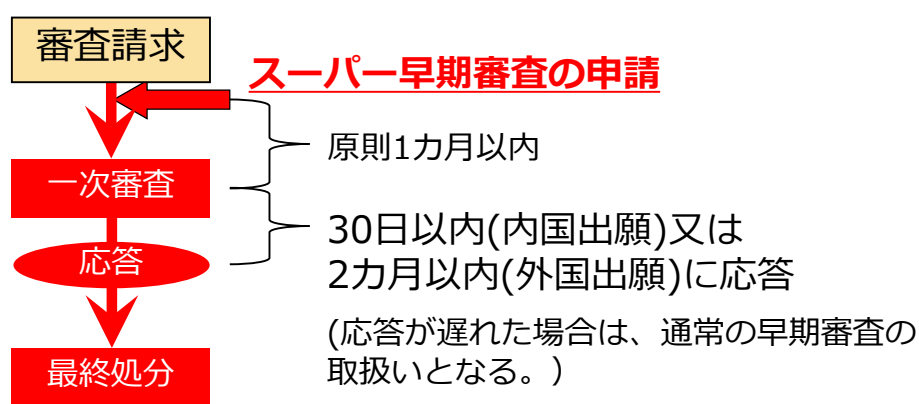 審査請求
スーパー早期審査の申請
原則1カ月以内
一次審査
30日以内(内国出願)又は
2カ月以内(外国出願)に応答
応答
(応答が遅れた場合は、通常の早期審査の
取扱いとなる。）
最終処分